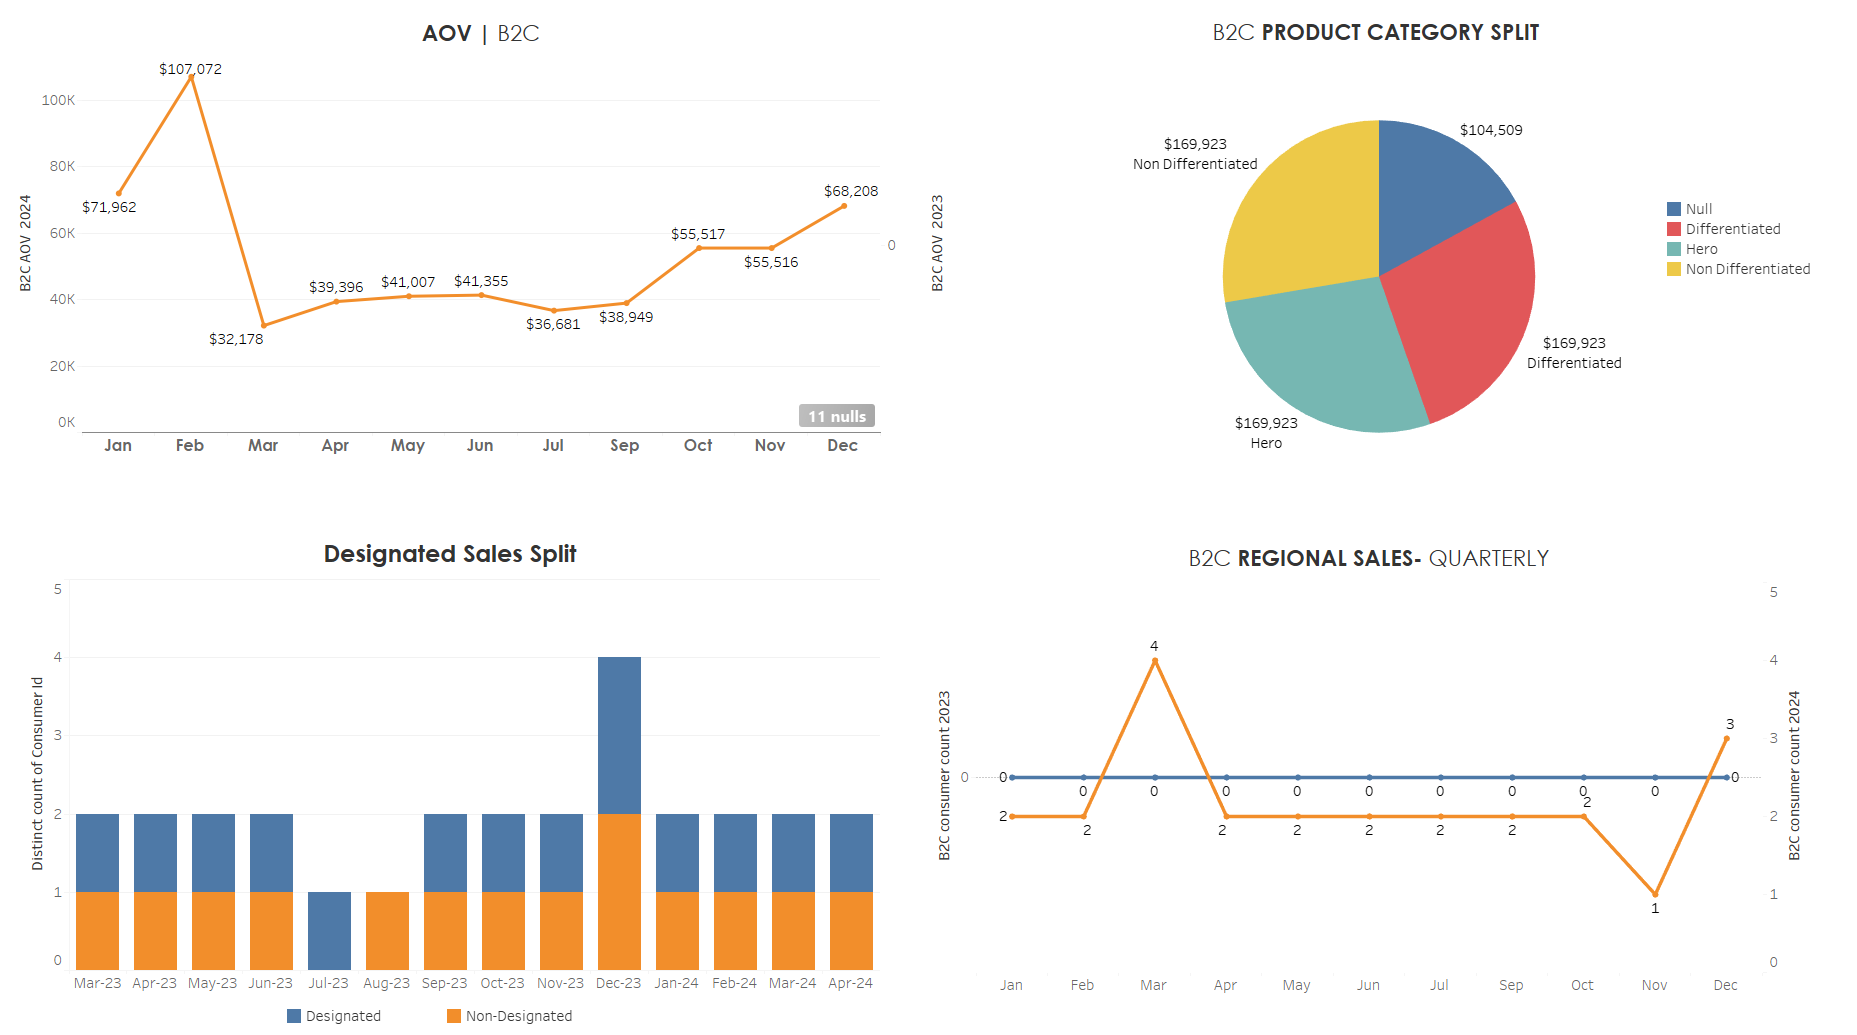 AOV | B2C
B2C AOV 2024
100K
80K
60K
40K
20K
0K
$71,962
$107,072
$32,178
$39,396
$41,007
$41,355
$36,681
$38,949
$55,517
$55,516
$68,208
0
11 nulls
Jan Feb Mar Apr May Jun Jul Sep Oct Nov Dec
B2C PRODUCT CATEGORY SPLIT
B2C AOV 2023
$104,509
$169,923
Non Differentiated
$169,923
Differentiated
$169,923
Hero
Null
Differentiated
Hero
Non Differentiated
Designated Sales Split
Distinct count of Consumer Id
5
4
3
2
1
0
Mar-23 Apr-23 May-23 Jun-23 Jul-23 Aug-23 Sep-23 Oct-23 Nov-23 Dec-23 Jan-24 Feb-24 Mar-24 Apr-24
Designated Non-Designated
B2C REGIONAL SALES- QUARTERLY
B2C consumer count 2023
0
0 0 0 0 0 0 0 0 0 0 0
2 2 4 2 2 2 2 2 2 1 3
5
4
3
2
1
0
B2C consumer count 2024
Jan Feb Mar Apr May Jun Jul Sep Oct Nov Dec